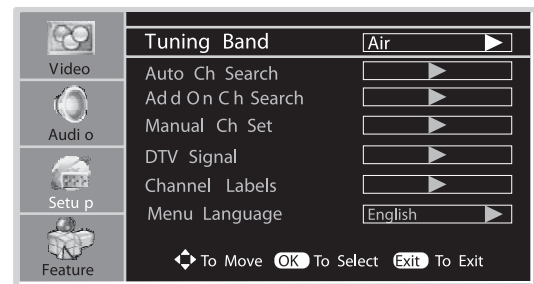 Video
Audio
Setup
Feature
Tuning Band Air
Auto Ch Search
Add On Ch Search
Manual Ch Set
DTV Signal
Channel Labels
Menu Language English
To Move OK To Select Exit To Exit